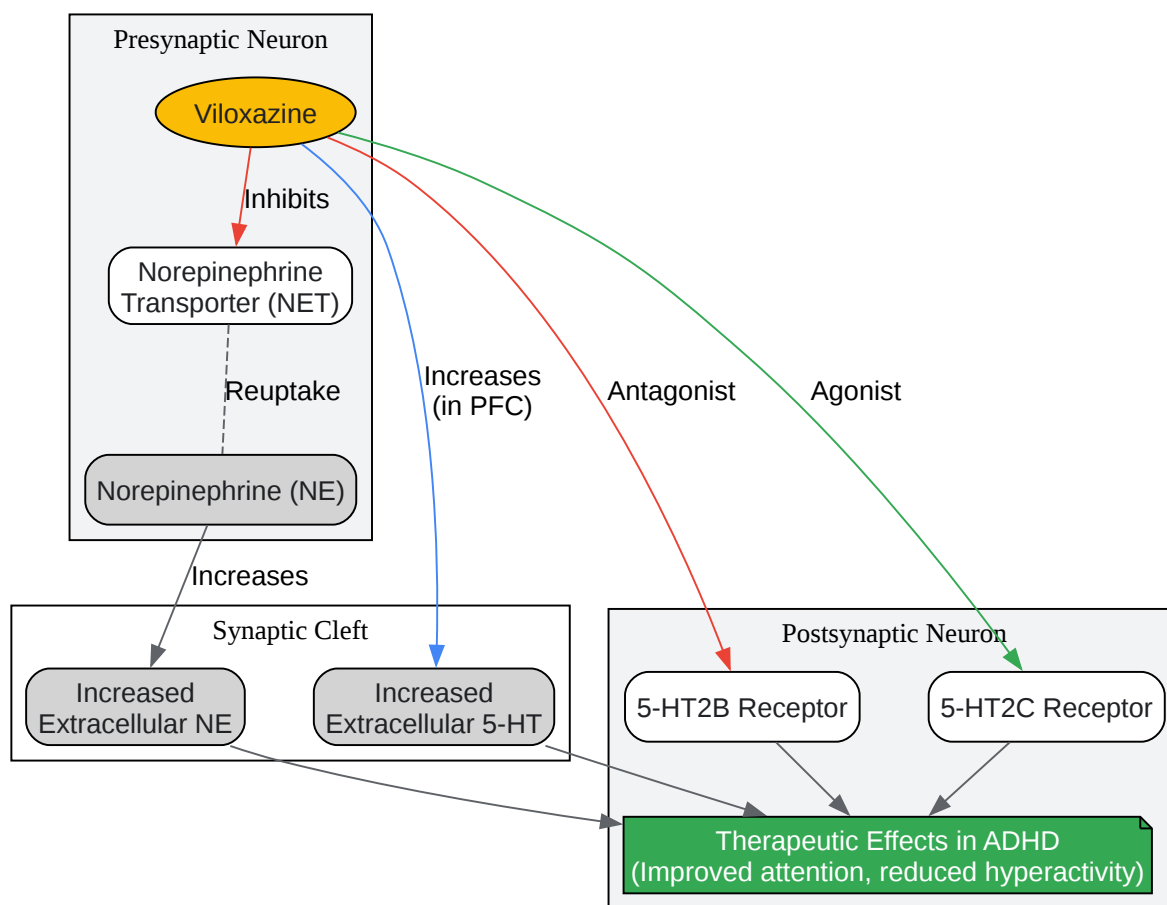 Presynaptic Neuron
Viloxazine
Inhibits
Norepinephrine
Transporter (NET)
Reuptake
Increases
(in PFC)
Antagonist
Agonist
Norepinephrine (NE)
Increases
Synaptic Cleft
Postsynaptic Neuron
Increased
Extracellular NE
Increased
Extracellular 5-HT
5-HT2B Receptor
5-HT2C Receptor
Therapeutic Effects in ADHD
(Improved attention, reduced hyperactivity)